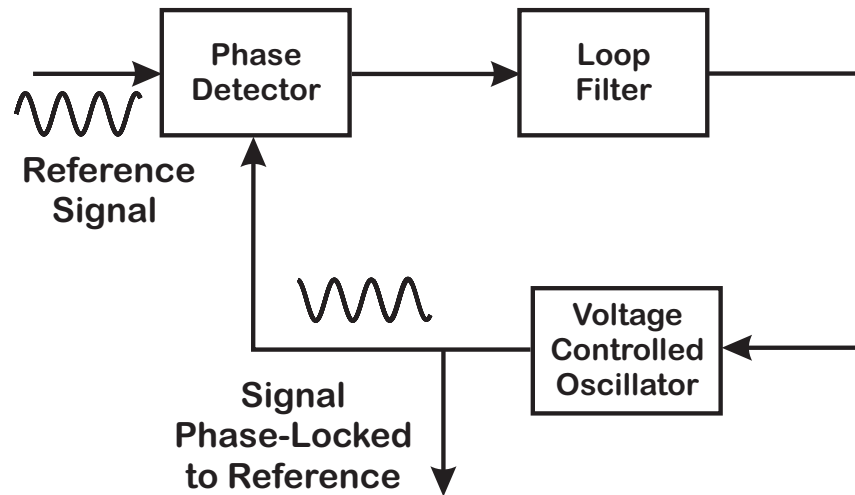 Phase
Detector
Loop
Filter
Reference
Signal
Voltage
Controlled
Oscillator
Signal
Phase-Locked
to Reference